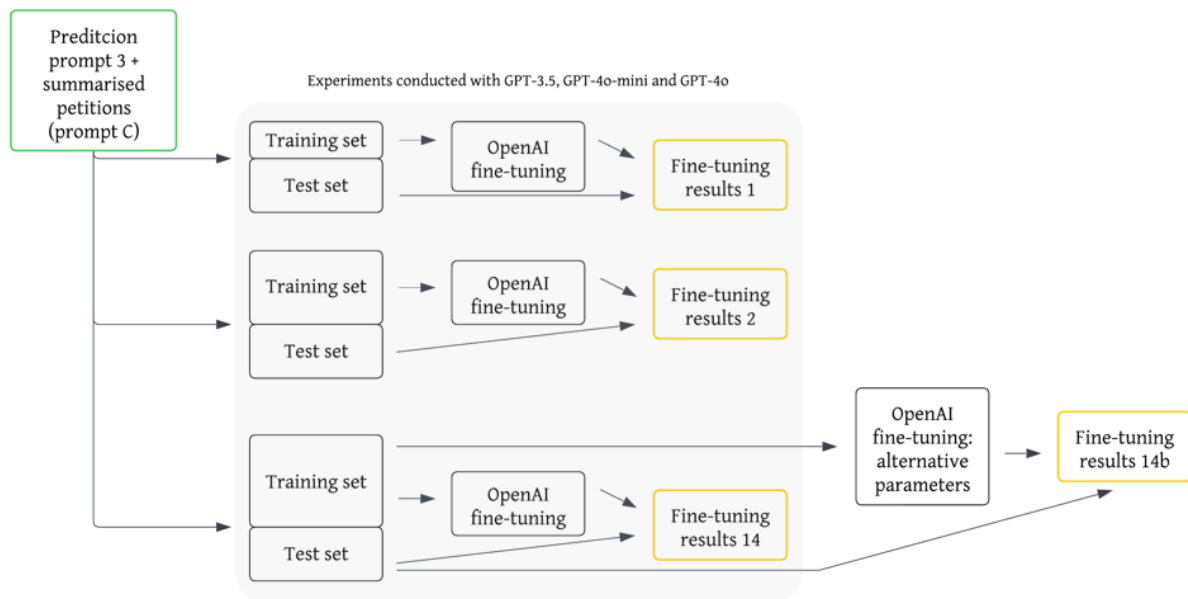 Preditcion
prompt 3 +
summarised
petitions
(prompt C)
Experiments conducted with GPT-3.5, GPT-4o-mini and GPT-4o
Training set
Test set
OpenAI
fine-tuning
Fine-tuning
results 1
Training set
Test set
OpenAI
fine-tuning
Fine-tuning
results 2
Training set
Test set
OpenAI
fine-tuning
Fine-tuning
results 14
OpenAI
fine-tuning:
alternative
parameters
Fine-tuning
results 14b